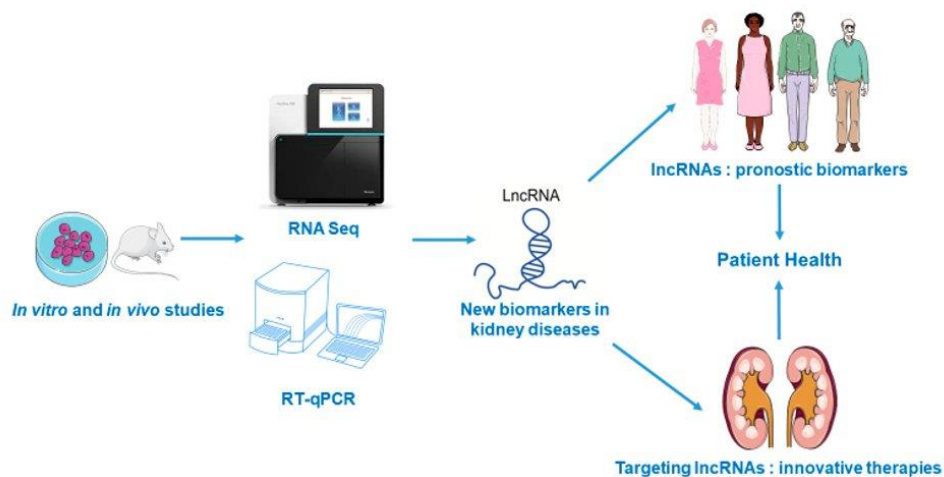 In vitro and in vivo studies
RNA Seq
RT-qPCR
LncRNA
New biomarkers in
kidney diseases
lncRNAs : pronostic biomarkers
Patient Health
Targeting lncRNAs : innovative therapies